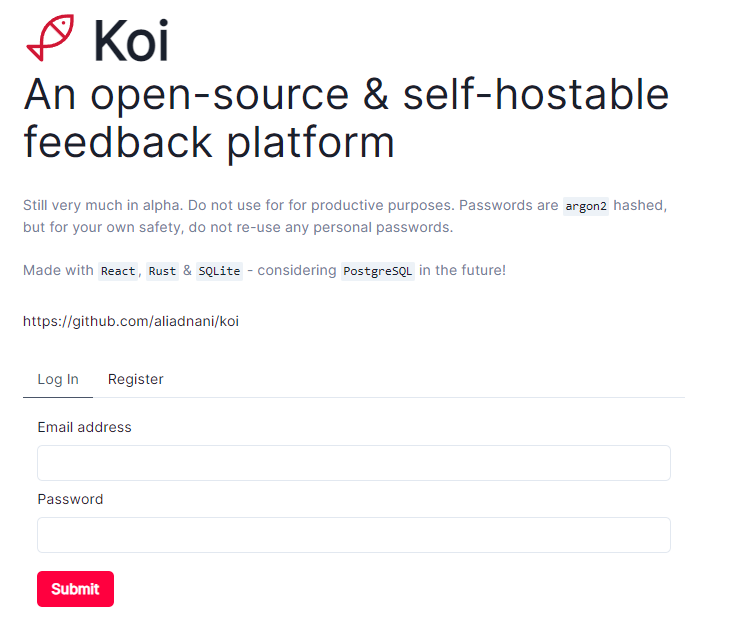 Koi
An open-source & self-hostable
feedback platform
Still very much in alpha. Do not use for for productive purposes. Passwords are argon2 hashed,
but for your own safety, do not re-use any personal passwords.
Made with React, Rust & SQLite - considering PostgreSQL in the future!
https://github.com/aliadnani/koi
Log In Register
Email address
Password
Submit